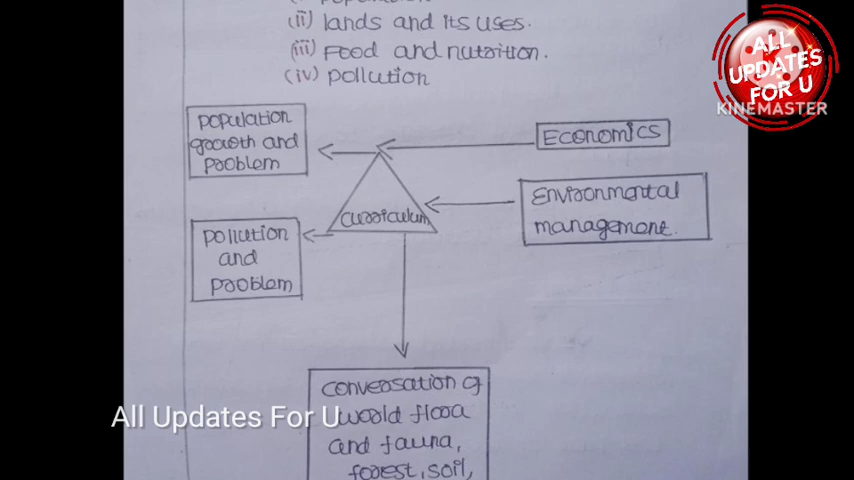 (ii) lands and its uses.
(iii) Food and nutrition.
(iv) pollution
population
growth and
problem
Economics
curriculum
Environmental
management.
pollution
and
problem
conversation of
world flora
and fauna,
forest, soil,
ALL
UPDATES
FOR U
KINEMASTER
All Updates For U